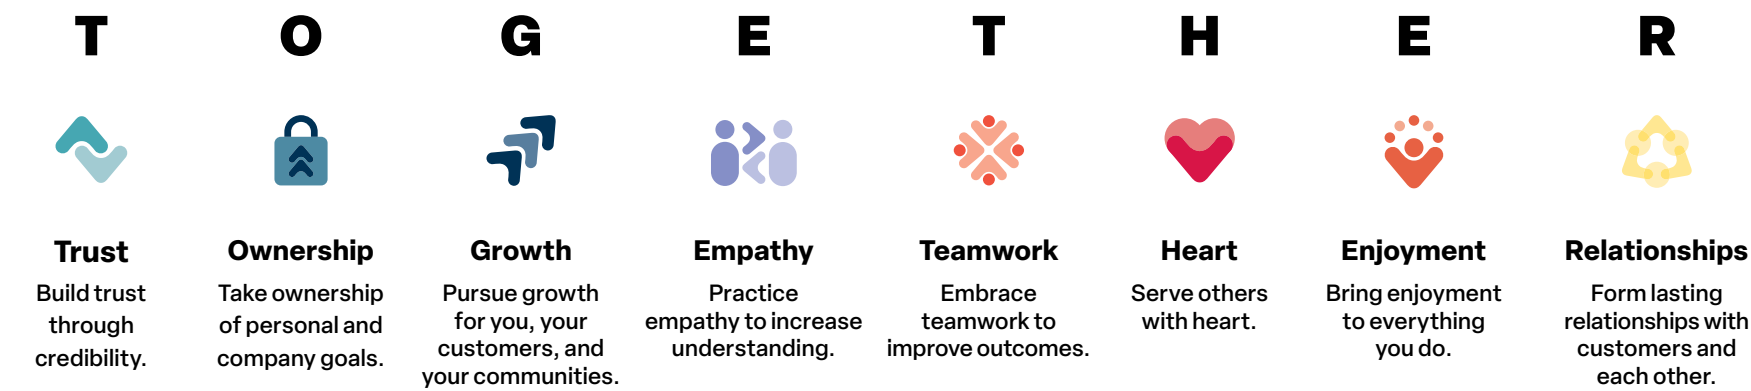 T O G E T H E R
Trust
Build trust
through
credibility.
Ownership
Take ownership
of personal and
company goals.
Growth
Pursue growth
for you, your
customers, and
your communities.
Empathy
Practice
empathy to increase
understanding.
Teamwork
Embrace
teamwork to
improve outcomes.
Heart
Serve others
with heart.
Enjoyment
Bring enjoyment
to everything
you do.
Relationships
Form lasting
relationships with
customers and
each other.